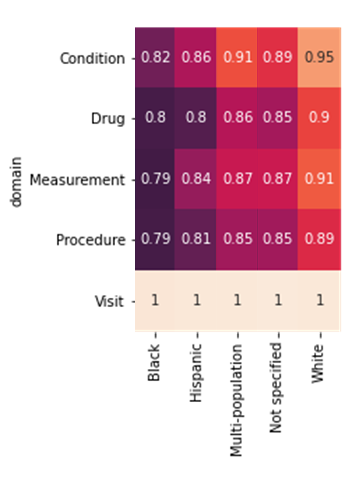 domain
Condition 0.82 0.86 0.91 0.89 0.95
Drug 0.8 0.8 0.86 0.85 0.9
Measurement 0.79 0.84 0.87 0.87 0.91
Procedure 0.79 0.81 0.85 0.85 0.89
Visit 1 1 1 1 1
Black
Hispanic
Multi-population
Not specified
White